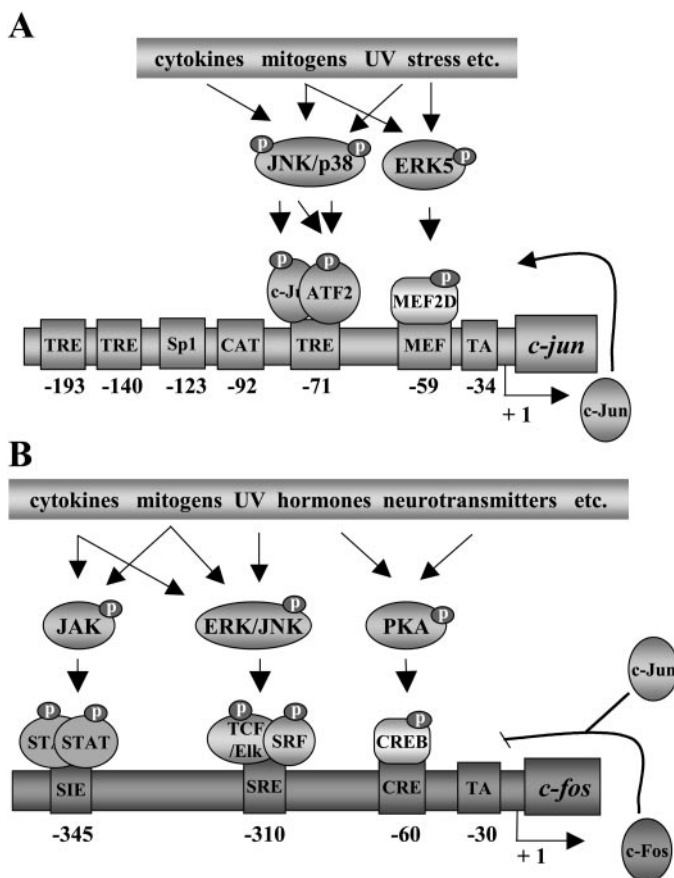 A
cytokines mitogens UV stress etc.
p p p
JNK/p38 ERK5
p p p
c-Ju ATF2 MEF2D
TRE TRE Sp1 CAT TRE MEF TA c-jun
-193 -140 -123 -92 -71 -59 -34
+ 1
c-Jun
B
cytokines mitogens UV hormones neurotransmitters etc.
p p p
JAK ERK/JNK PKA
c-Jun
p p p p p
STA STAT TCF/Elk SRF CREB
SIE SRE CRE TA c-fos
-345 -310 -60 -30
+ 1
c-Fos